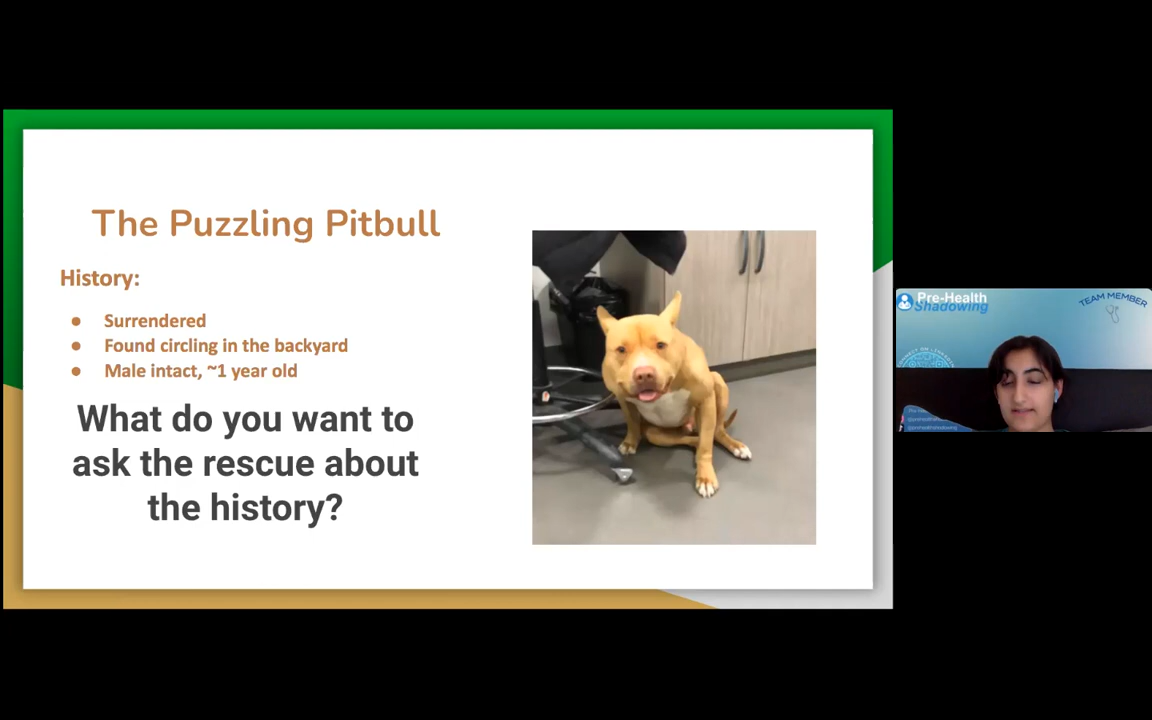 The Puzzling Pitbull
History:
● Surrendered
● Found circling in the backyard
● Male intact, ~1 year old
What do you want to
ask the rescue about
the history?
Pre-Health
Shadowing
TEAM MEMBER